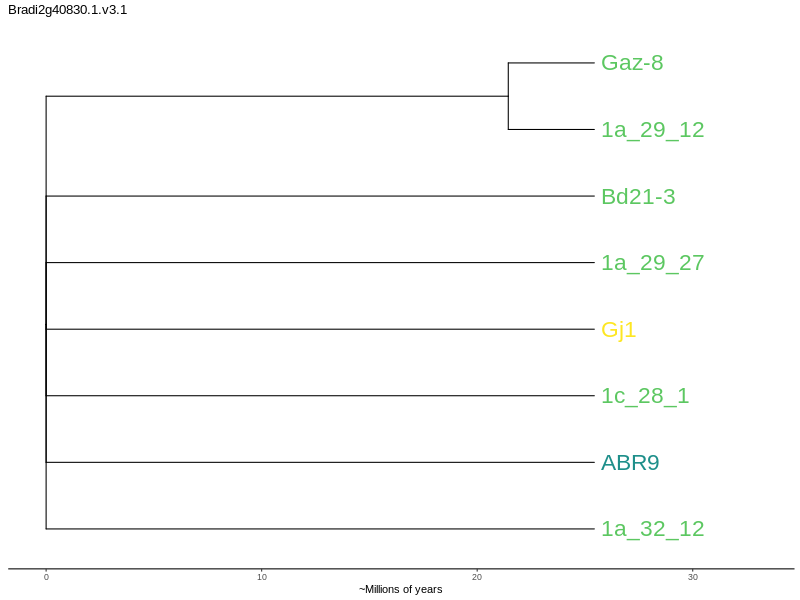 Bradi2g40830.1.v3.1
Gaz-8
1a_29_12
Bd21-3
1a_29_27
Gj1
1c_28_1
ABR9
1a_32_12
0 10 20 30
~Millions of years